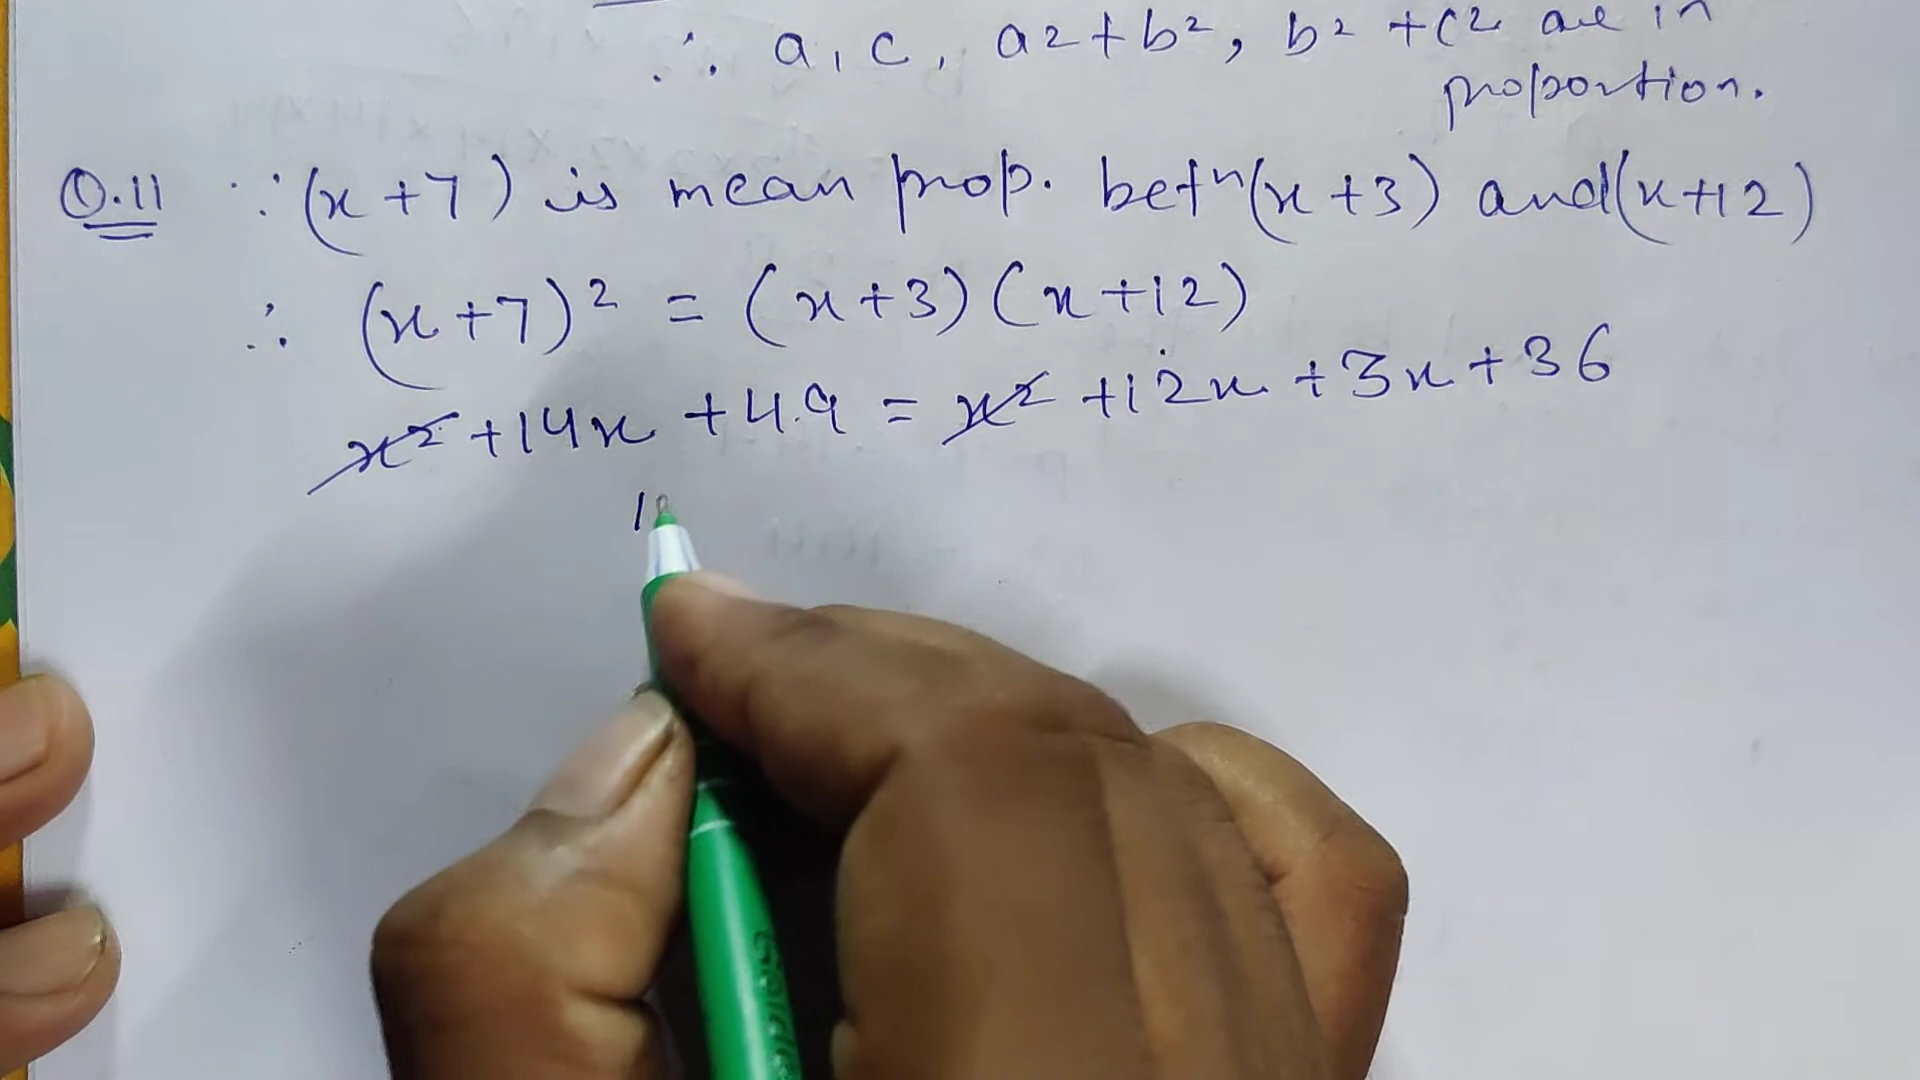 ∴ a, c, a2+b², b2+c2 are in
proportion.
Q.11 ∵ (x+7) is mean prop. betn (x+3) and (x+12)
∴ (x+7)² = (x+3)(x+12)
x²+14x+49 = x²+12x+3x+36
1